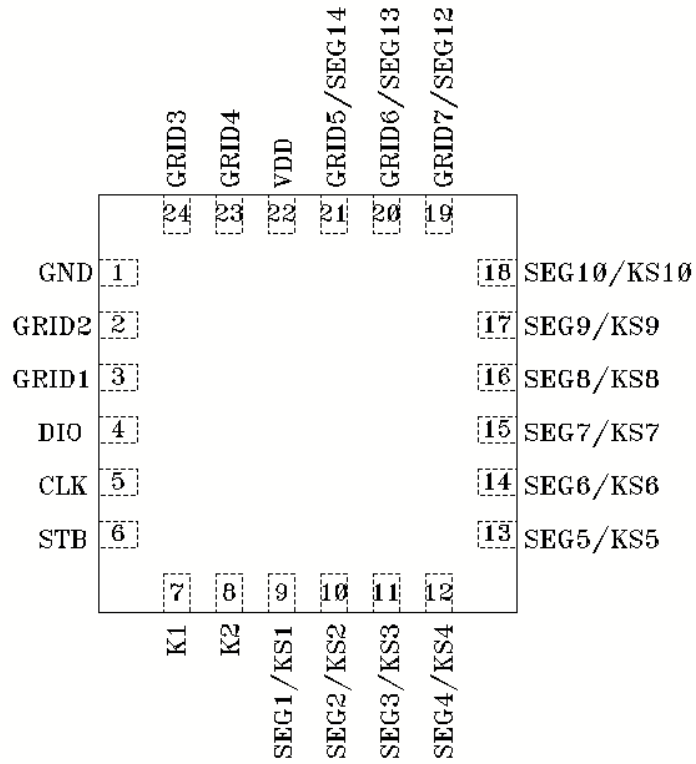 GRID3
GRID4
VDD
GRID5/SEG14
GRID6/SEG13
GRID7/SEG12
24 23 22 21 20 19
GND 1 18 SEG10/KS10
GRID2 2 17 SEG9/KS9
GRID1 3 16 SEG8/KS8
DIO 4 15 SEG7/KS7
CLK 5 14 SEG6/KS6
STB 6 13 SEG5/KS5
7 8 9 10 11 12
K1
K2
SEG1/KS1
SEG2/KS2
SEG3/KS3
SEG4/KS4